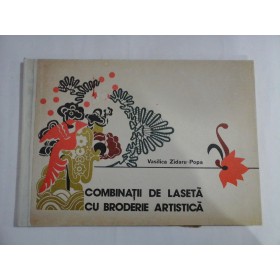 Vasilica Zidaru-Popa
COMBINAȚII DE LASETĂ
CU BRODERIE ARTISTICĂ